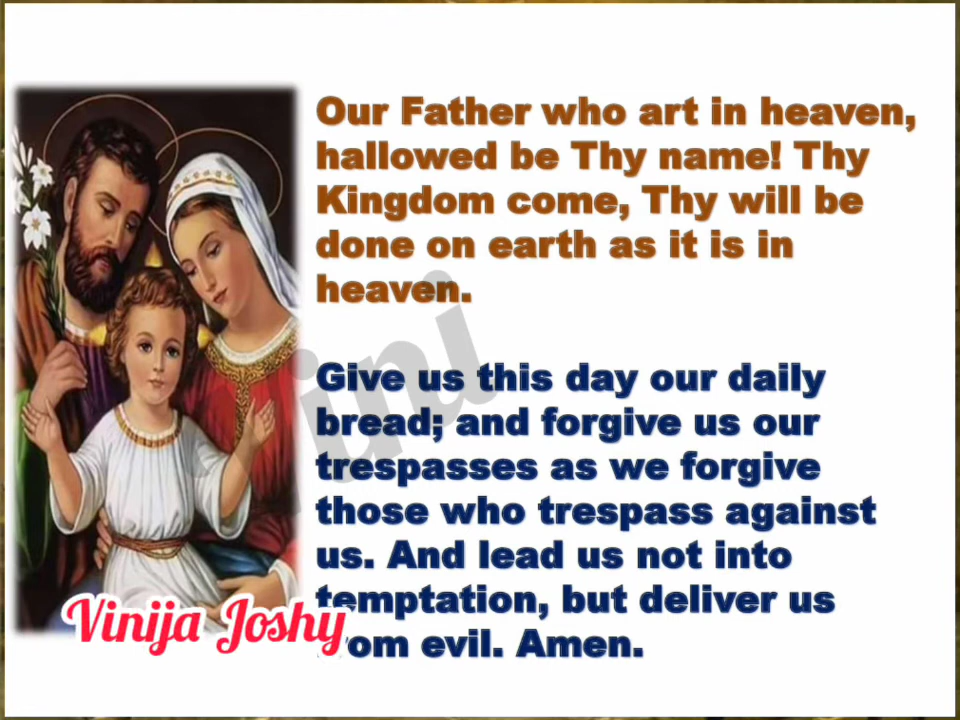 Our Father who art in heaven,
hallowed be Thy name! Thy
Kingdom come, Thy will be
done on earth as it is in
heaven.
Give us this day our daily
bread; and forgive us our
trespasses as we forgive
those who trespass against
us. And lead us not into
temptation, but deliver us
from evil. Amen.
Vinija Joshy
Vini